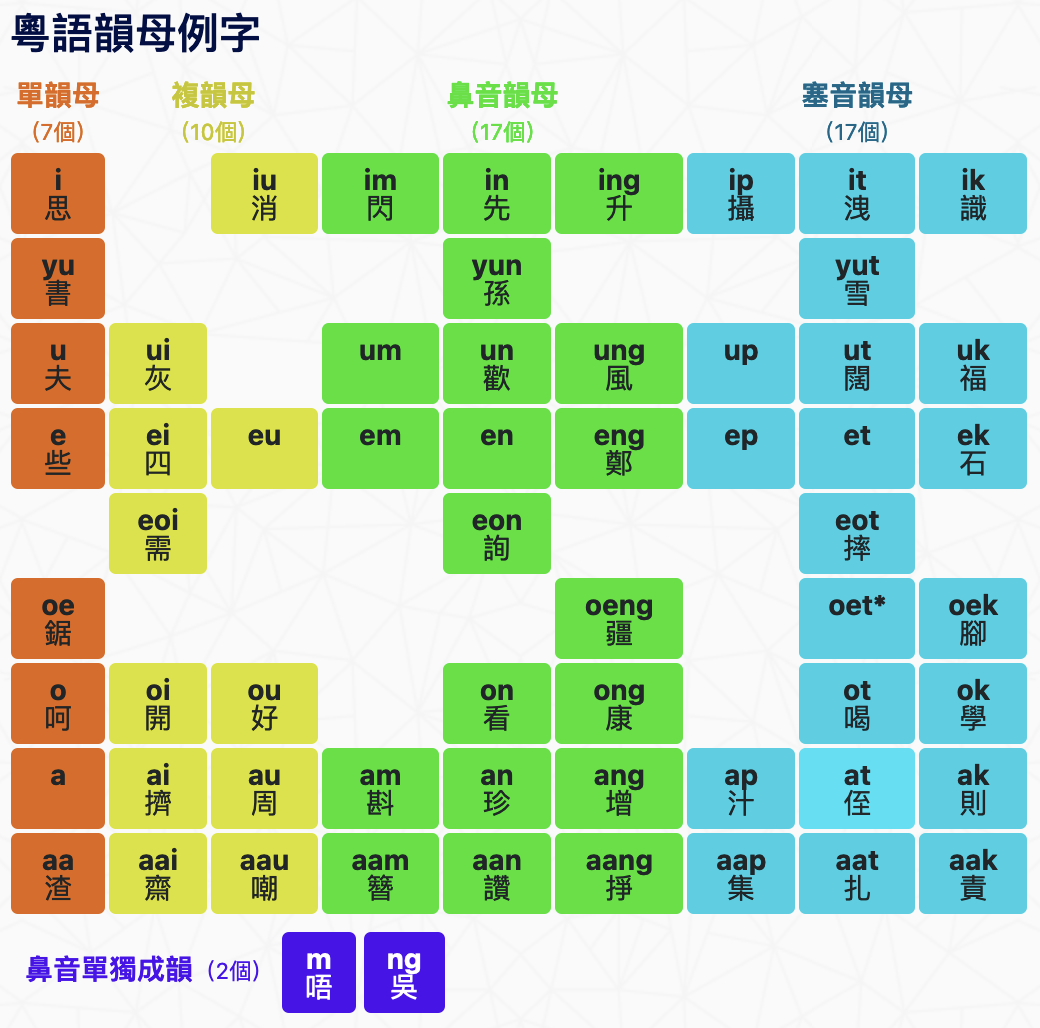 粵語韻母例字
單韻母 複韻母 鼻音韻母 塞音韻母
(7個) (10個) (17個) (17個)
i iu im in ing ip it ik
思 消 閃 先 升 攝 洩 識
yu yun yut
書 孫 雪
u ui um un ung up ut uk
夫 灰 歡 風 闊 福
e ei eu em en eng ep et ek
些 四 鄭 石
eoi eon eot
需 詢 摔
oe oeng oet* oek
鋸 疆 腳
o oi ou on ong ot ok
呵 開 好 看 康 喝 學
a ai au am an ang ap at ak
擠 周 斟 珍 增 汁 侄 則
aa aai aau aam aan aang aap aat aak
渣 齋 嘲 簪 讚 掙 集 扎 責
鼻音單獨成韻 (2個) m ng
唔 吳